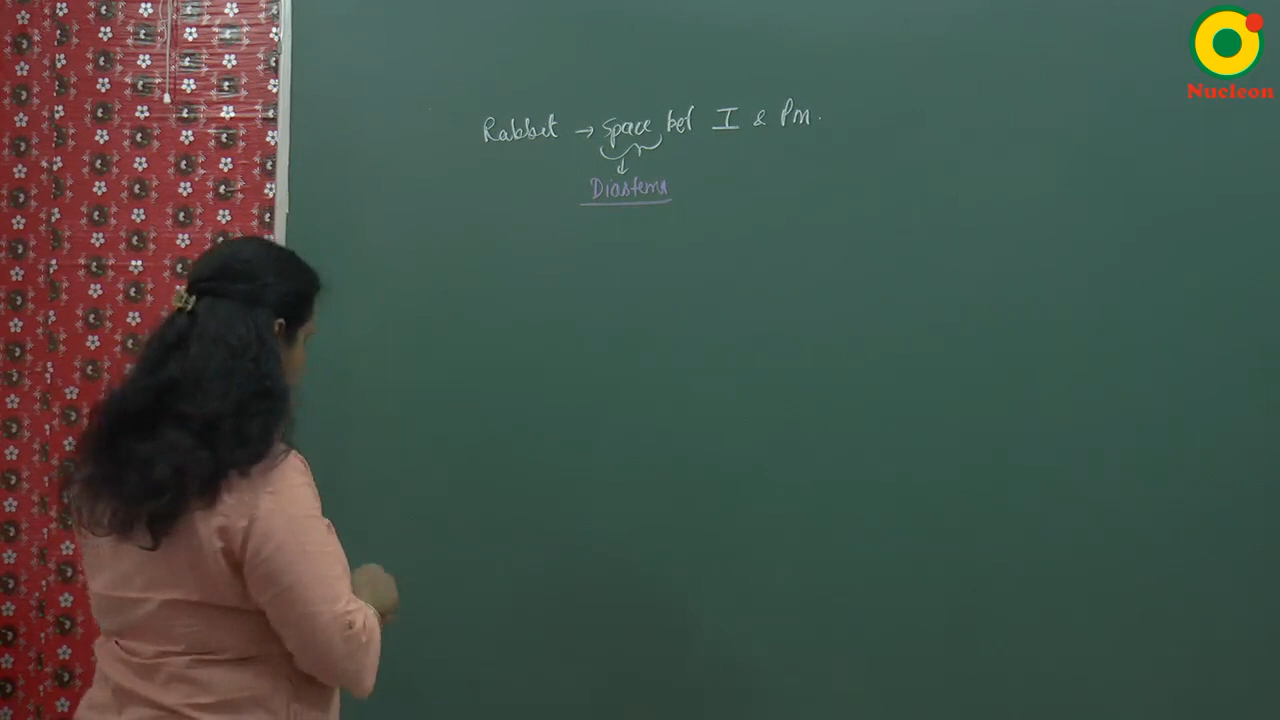 Rabbit → Space bet I & PM.
↓
Diastema
Nucleon